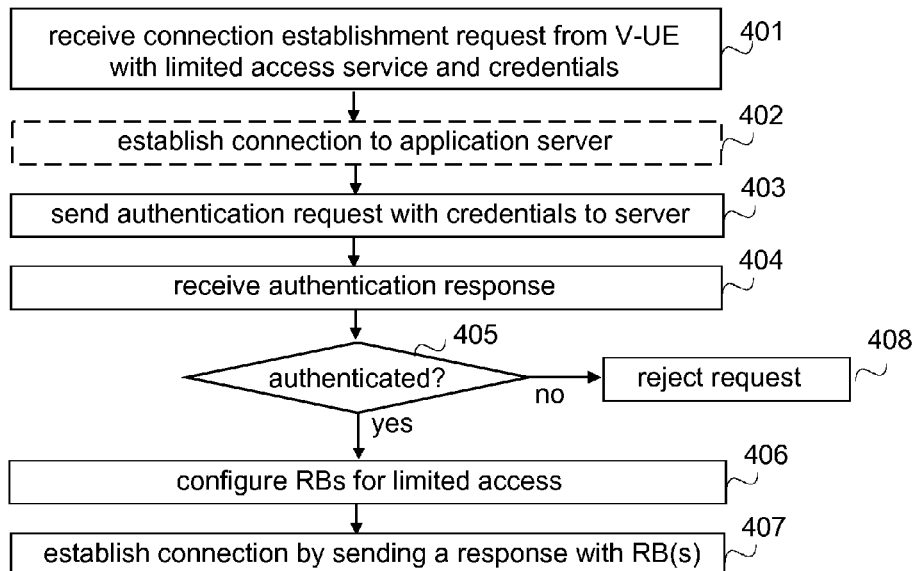 receive connection establishment request from V-UE
with limited access service and credentials
401
establish connection to application server
402
send authentication request with credentials to server
403
receive authentication response
404
authenticated?
405
no
reject request
408
yes
configure RBs for limited access
406
establish connection by sending a response with RB(s)
407